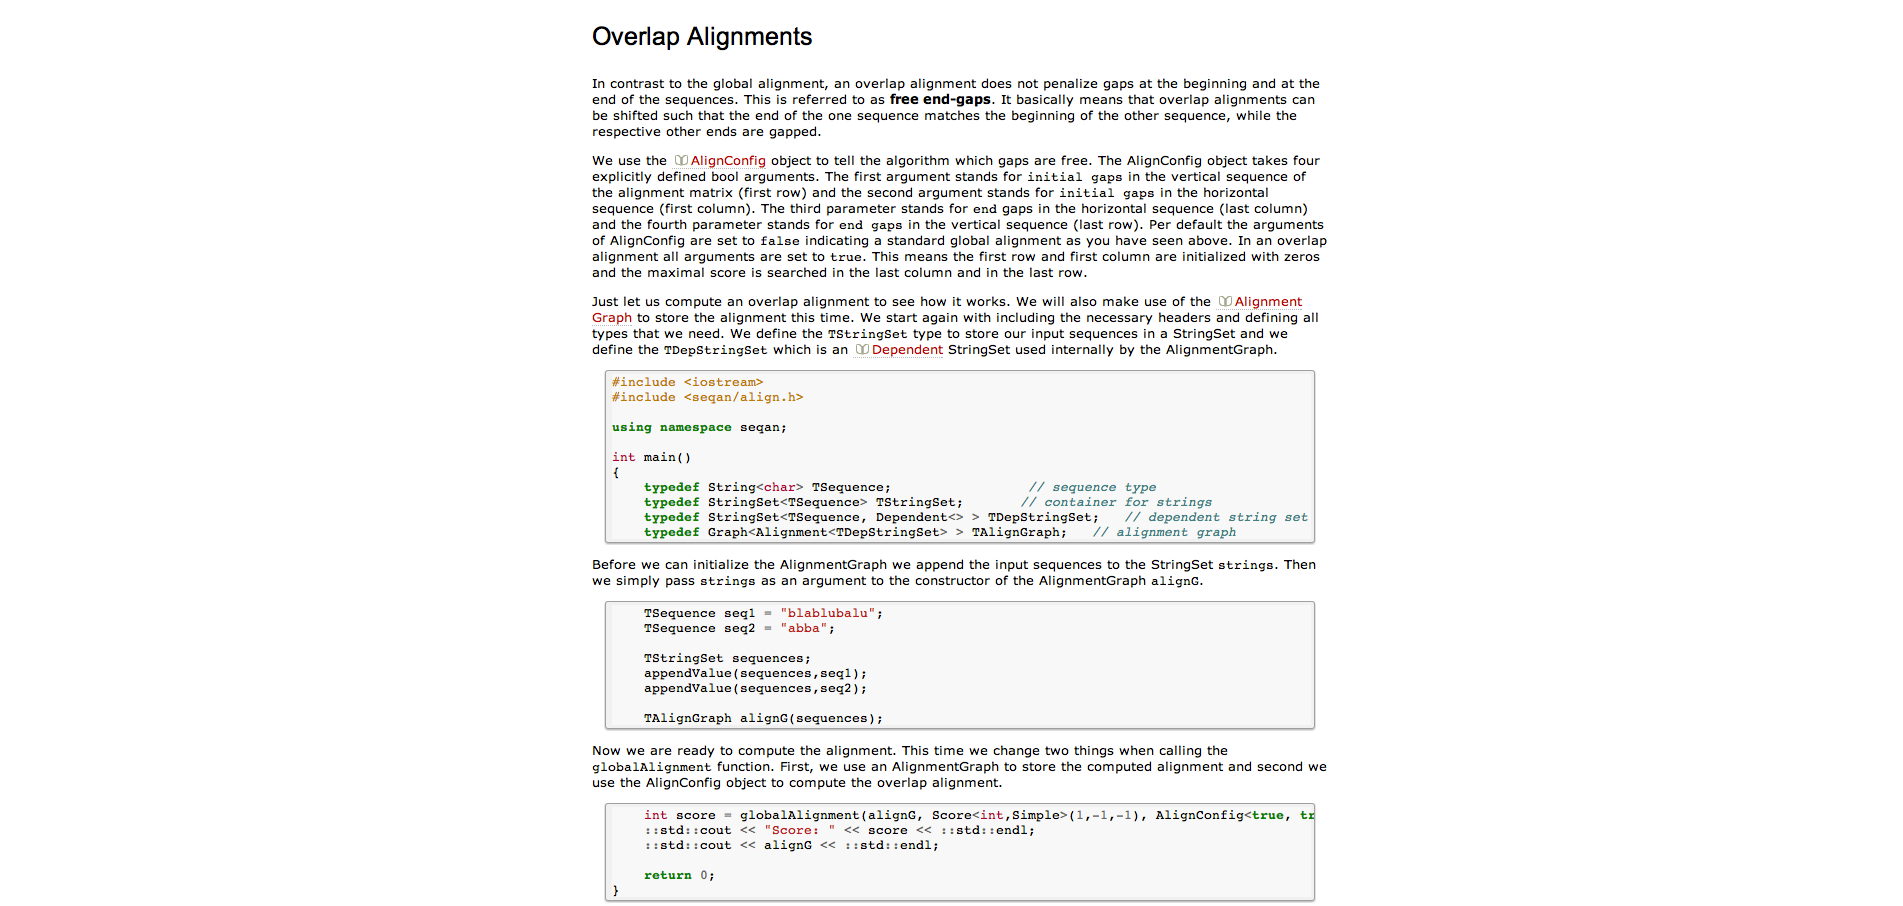 Overlap Alignments
In contrast to the global alignment, an overlap alignment does not penalize gaps at the beginning and at the
end of the sequences. This is referred to as free end-gaps. It basically means that overlap alignments can
be shifted such that the end of the one sequence matches the beginning of the other sequence, while the
respective other ends are gapped.
We use the AlignConfig object to tell the algorithm which gaps are free. The AlignConfig object takes four
explicitly defined bool arguments. The first argument stands for initial gaps in the vertical sequence of
the alignment matrix (first row) and the second argument stands for initial gaps in the horizontal
sequence (first column). The third parameter stands for end gaps in the horizontal sequence (last column)
and the fourth parameter stands for end gaps in the vertical sequence (last row). Per default the arguments
of AlignConfig are set to false indicating a standard global alignment as you have seen above. In an overlap
alignment all arguments are set to true. This means the first row and first column are initialized with zeros
and the maximal score is searched in the last column and in the last row.
Just let us compute an overlap alignment to see how it works. We will also make use of the Alignment
Graph to store the alignment this time. We start again with including the necessary headers and defining all
types that we need. We define the TStringSet type to store our input sequences in a StringSet and we
define the TDepStringSet which is an Dependent StringSet used internally by the AlignmentGraph.
#include <iostream>
#include <seqan/align.h>
using namespace seqan;
int main()
{
typedef String<char> TSequence; // sequence type
typedef StringSet<TSequence> TStringSet; // container for strings
typedef StringSet<TSequence, Dependent<> > TDepStringSet; // dependent string set
typedef Graph<Alignment<TDepStringSet> > TAlignGraph; // alignment graph
Before we can initialize the AlignmentGraph we append the input sequences to the StringSet strings. Then
we simply pass strings as an argument to the constructor of the AlignmentGraph alignG.
TSequence seq1 = "blablubalu";
TSequence seq2 = "abba";
TStringSet sequences;
appendValue(sequences,seq1);
appendValue(sequences,seq2);
TAlignGraph alignG(sequences);
Now we are ready to compute the alignment. This time we change two things when calling the
globalAlignment function. First, we use an AlignmentGraph to store the computed alignment and second we
use the AlignConfig object to compute the overlap alignment.
int score = globalAlignment(alignG, Score<int,Simple>(1,-1,-1), AlignConfig<true, tr
::std::cout << "Score: " << score << ::std::endl;
::std::cout << alignG << ::std::endl;
return 0;
}